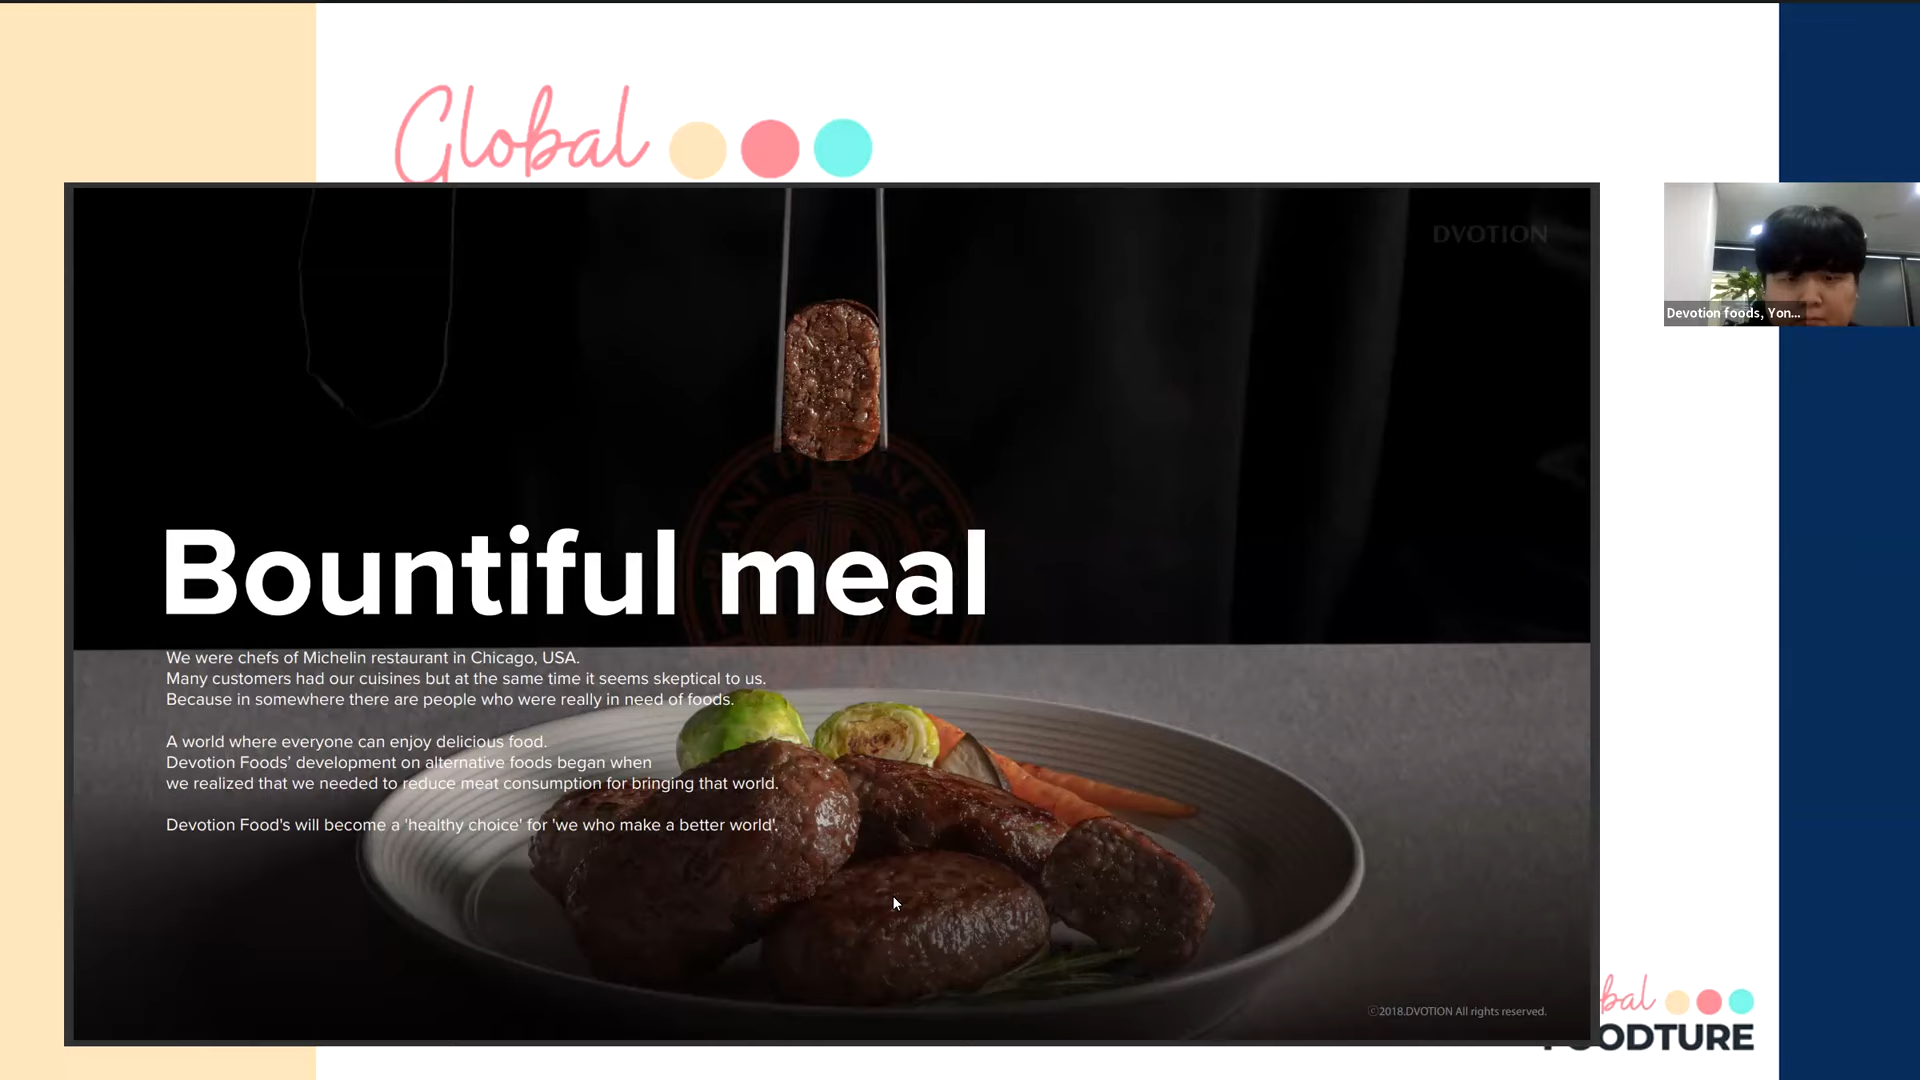 Global
DVOTION
Devotion foods, Yon...
Bountiful meal
We were chefs of Michelin restaurant in Chicago, USA.
Many customers had our cuisines but at the same time it seems skeptical to us.
Because in somewhere there are people who were really in need of foods.
A world where everyone can enjoy delicious food.
Devotion Foods’ development on alternative foods began when
we realized that we needed to reduce meat consumption for bringing that world.
Devotion Food's will become a 'healthy choice' for 'we who make a better world'.
©2018.DVOTION All rights reserved.
bal
OODTURE